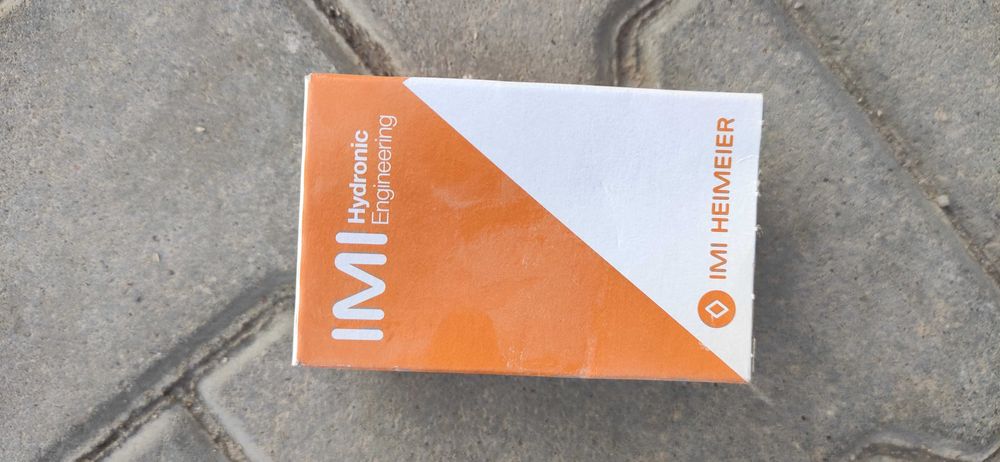 IMI Hydronic
Engineering
IMI HEIMEIER